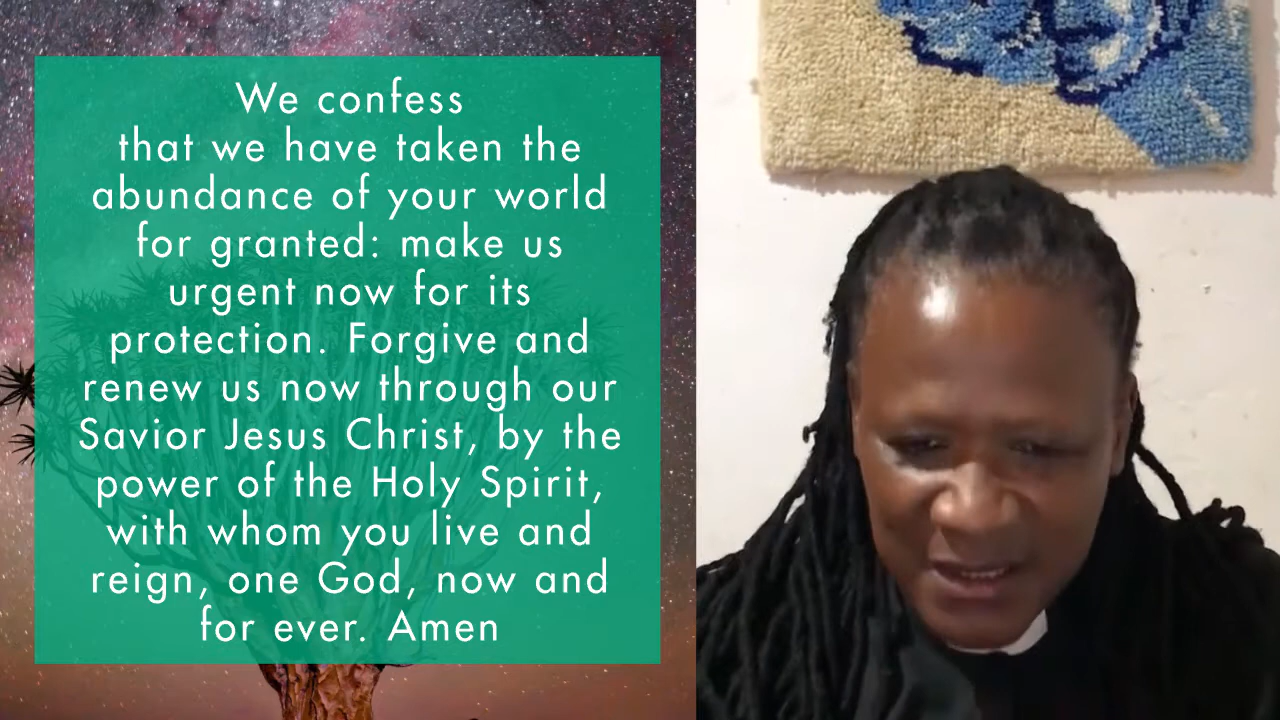 We confess
that we have taken the
abundance of your world
for granted: make us
urgent now for its
protection. Forgive and
renew us now through our
Savior Jesus Christ, by the
power of the Holy Spirit,
with whom you live and
reign, one God, now and
for ever. Amen